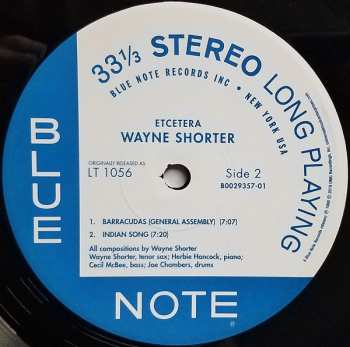 33 1/3 STEREO LONG PLAYING
BLUE NOTE RECORDS INC • NEW YORK USA
ETCETERA
WAYNE SHORTER
ORIGINALLY RELEASED AS
LT 1056
Side 2
B0029357-01
1. BARRACUDAS (GENERAL ASSEMBLY) (7:07)
2. INDIAN SONG (7:20)
All compositions by Wayne Shorter
Wayne Shorter, tenor sax; Herbie Hancock, piano;
Cecil McBee, bass; Joe Chambers, drums
BLUE
NOTE
®